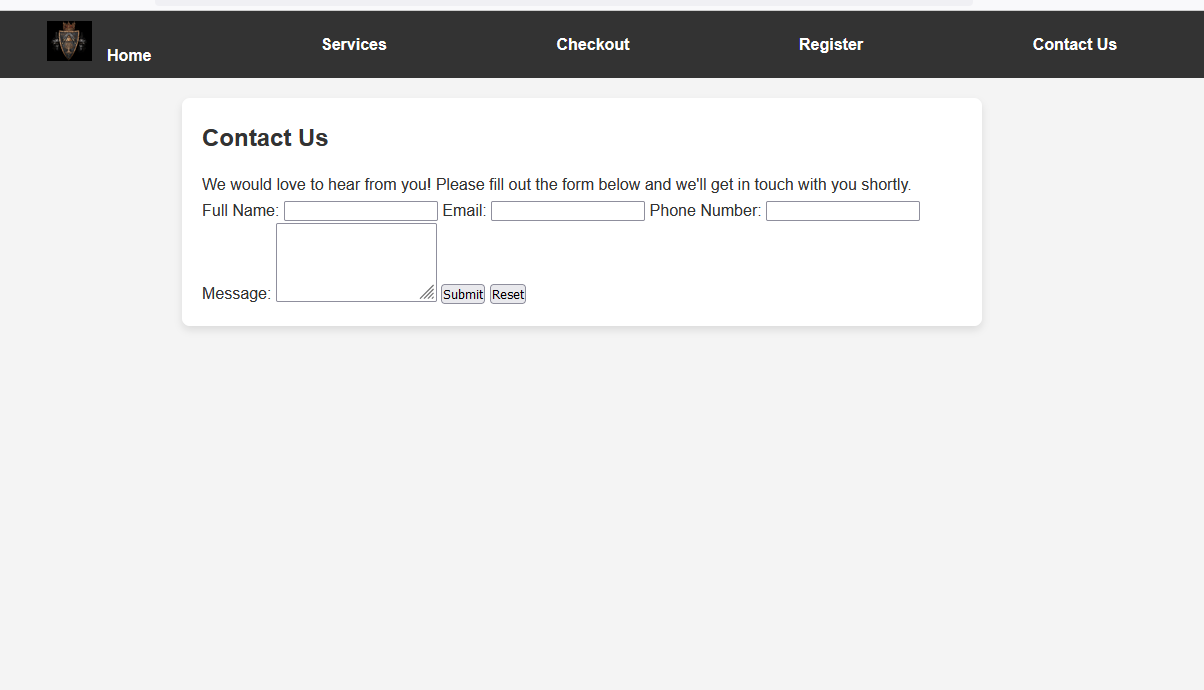 Home Services Checkout Register Contact Us
Contact Us
We would love to hear from you! Please fill out the form below and we'll get in touch with you shortly.
Full Name: Email: Phone Number:
Message: Submit Reset